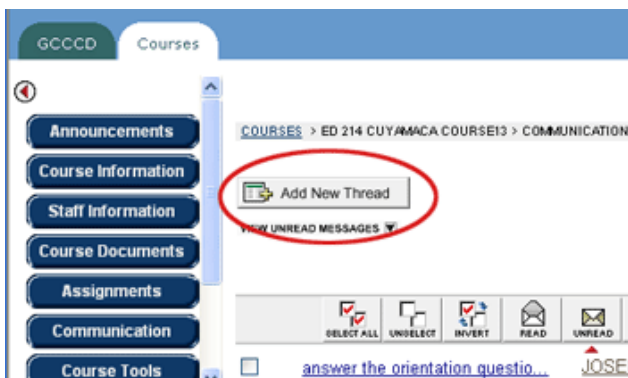 GCCCD Courses
Announcements
Course Information
Staff Information
Course Documents
Assignments
Communication
Course Tools
COURSES > ED 214 CUYAMACA COURSE13 > COMMUNICATION
Add New Thread
VIEW UNREAD MESSAGES
SELECT ALL UNSELECT INVERT READ UNREAD
answer the orientation questio... JOSE